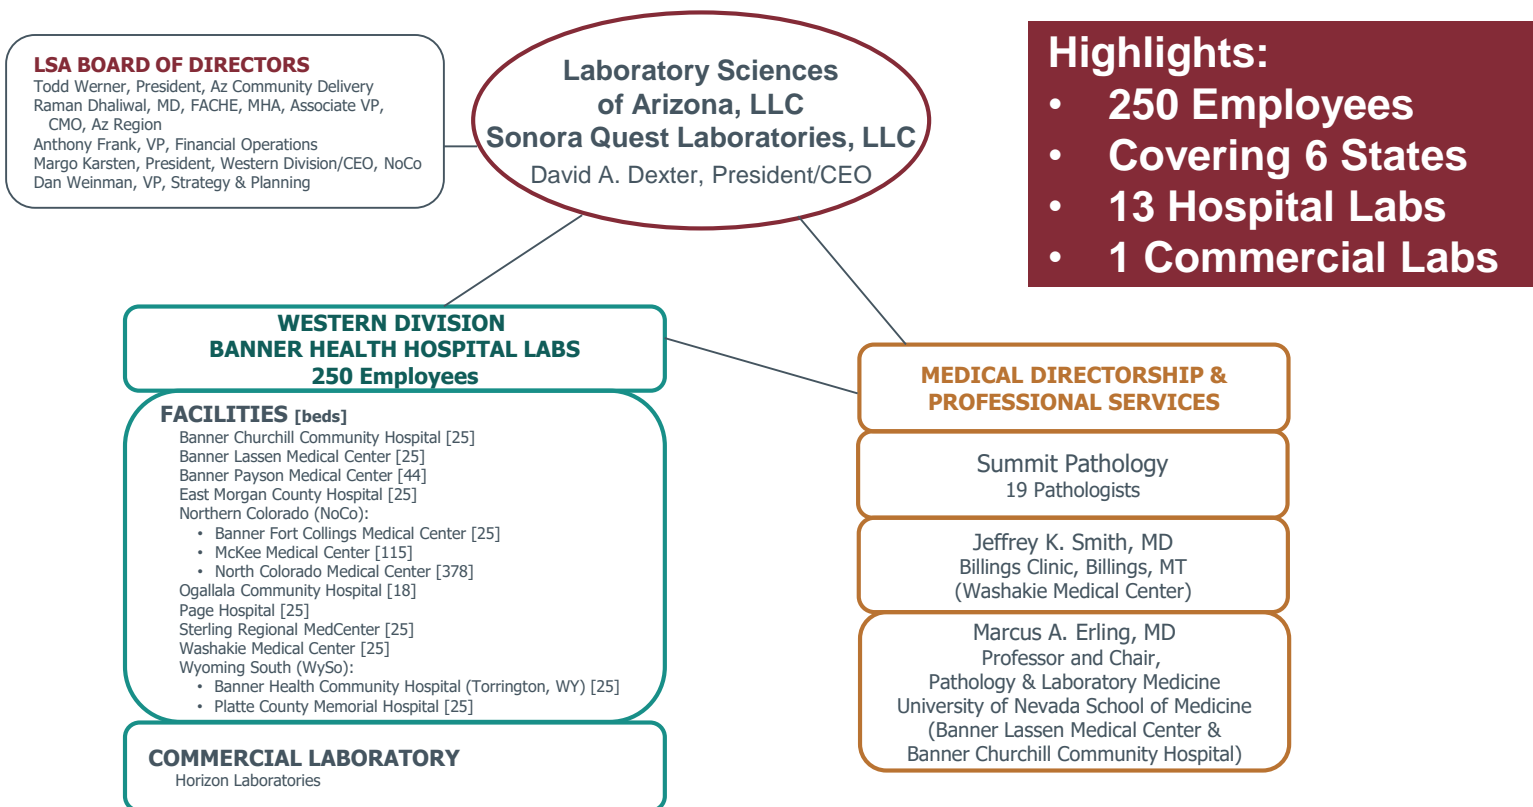 LSA BOARD OF DIRECTORS
Todd Werner, President, Az Community Delivery
Raman Dhaliwal, MD, FACHE, MHA, Associate VP,
CMO, Az Region
Anthony Frank, VP, Financial Operations
Margo Karsten, President, Western Division/CEO, NoCo
Dan Weinman, VP, Strategy & Planning
Laboratory Sciences
of Arizona, LLC
Sonora Quest Laboratories, LLC
David A. Dexter, President/CEO
Highlights:
• 250 Employees
• Covering 6 States
• 13 Hospital Labs
• 1 Commercial Labs
WESTERN DIVISION
BANNER HEALTH HOSPITAL LABS
250 Employees
FACILITIES [beds]
Banner Churchill Community Hospital [25]
Banner Lassen Medical Center [25]
Banner Payson Medical Center [44]
East Morgan County Hospital [25]
Northern Colorado (NoCo):
• Banner Fort Collings Medical Center [25]
• McKee Medical Center [115]
• North Colorado Medical Center [378]
Ogallala Community Hospital [18]
Page Hospital [25]
Sterling Regional MedCenter [25]
Washakie Medical Center [25]
Wyoming South (WySo):
• Banner Health Community Hospital (Torrington, WY) [25]
• Platte County Memorial Hospital [25]
COMMERCIAL LABORATORY
Horizon Laboratories
MEDICAL DIRECTORSHIP &
PROFESSIONAL SERVICES
Summit Pathology
19 Pathologists
Jeffrey K. Smith, MD
Billings Clinic, Billings, MT
(Washakie Medical Center)
Marcus A. Erling, MD
Professor and Chair,
Pathology & Laboratory Medicine
University of Nevada School of Medicine
(Banner Lassen Medical Center &
Banner Churchill Community Hospital)